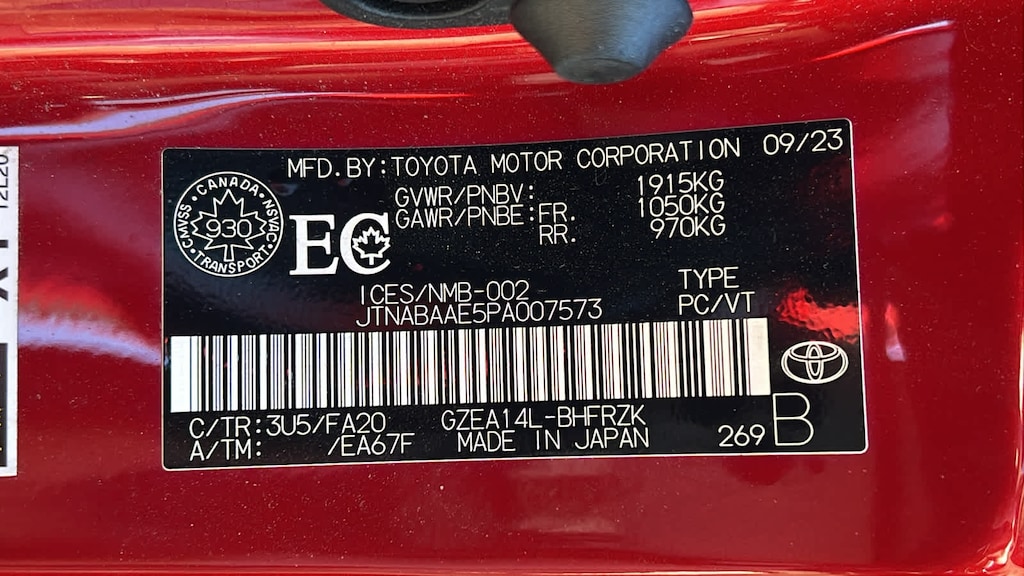 MFD.BY:TOYOTA MOTOR CORPORATION 09/23
GVWR/PNBV: 1915KG
GAWR/PNBE:FR. 1050KG
RR. 970KG
CANADA
CMVSS 930 NSVAC
TRANSPORT
EC
ICES/NMB-002
JTNABAAE5PA007573
TYPE
PC/VT
C/TR:3U5/FA20 GZEA14L-BHFRZK
A/TM: /EA67F MADE IN JAPAN
269 B